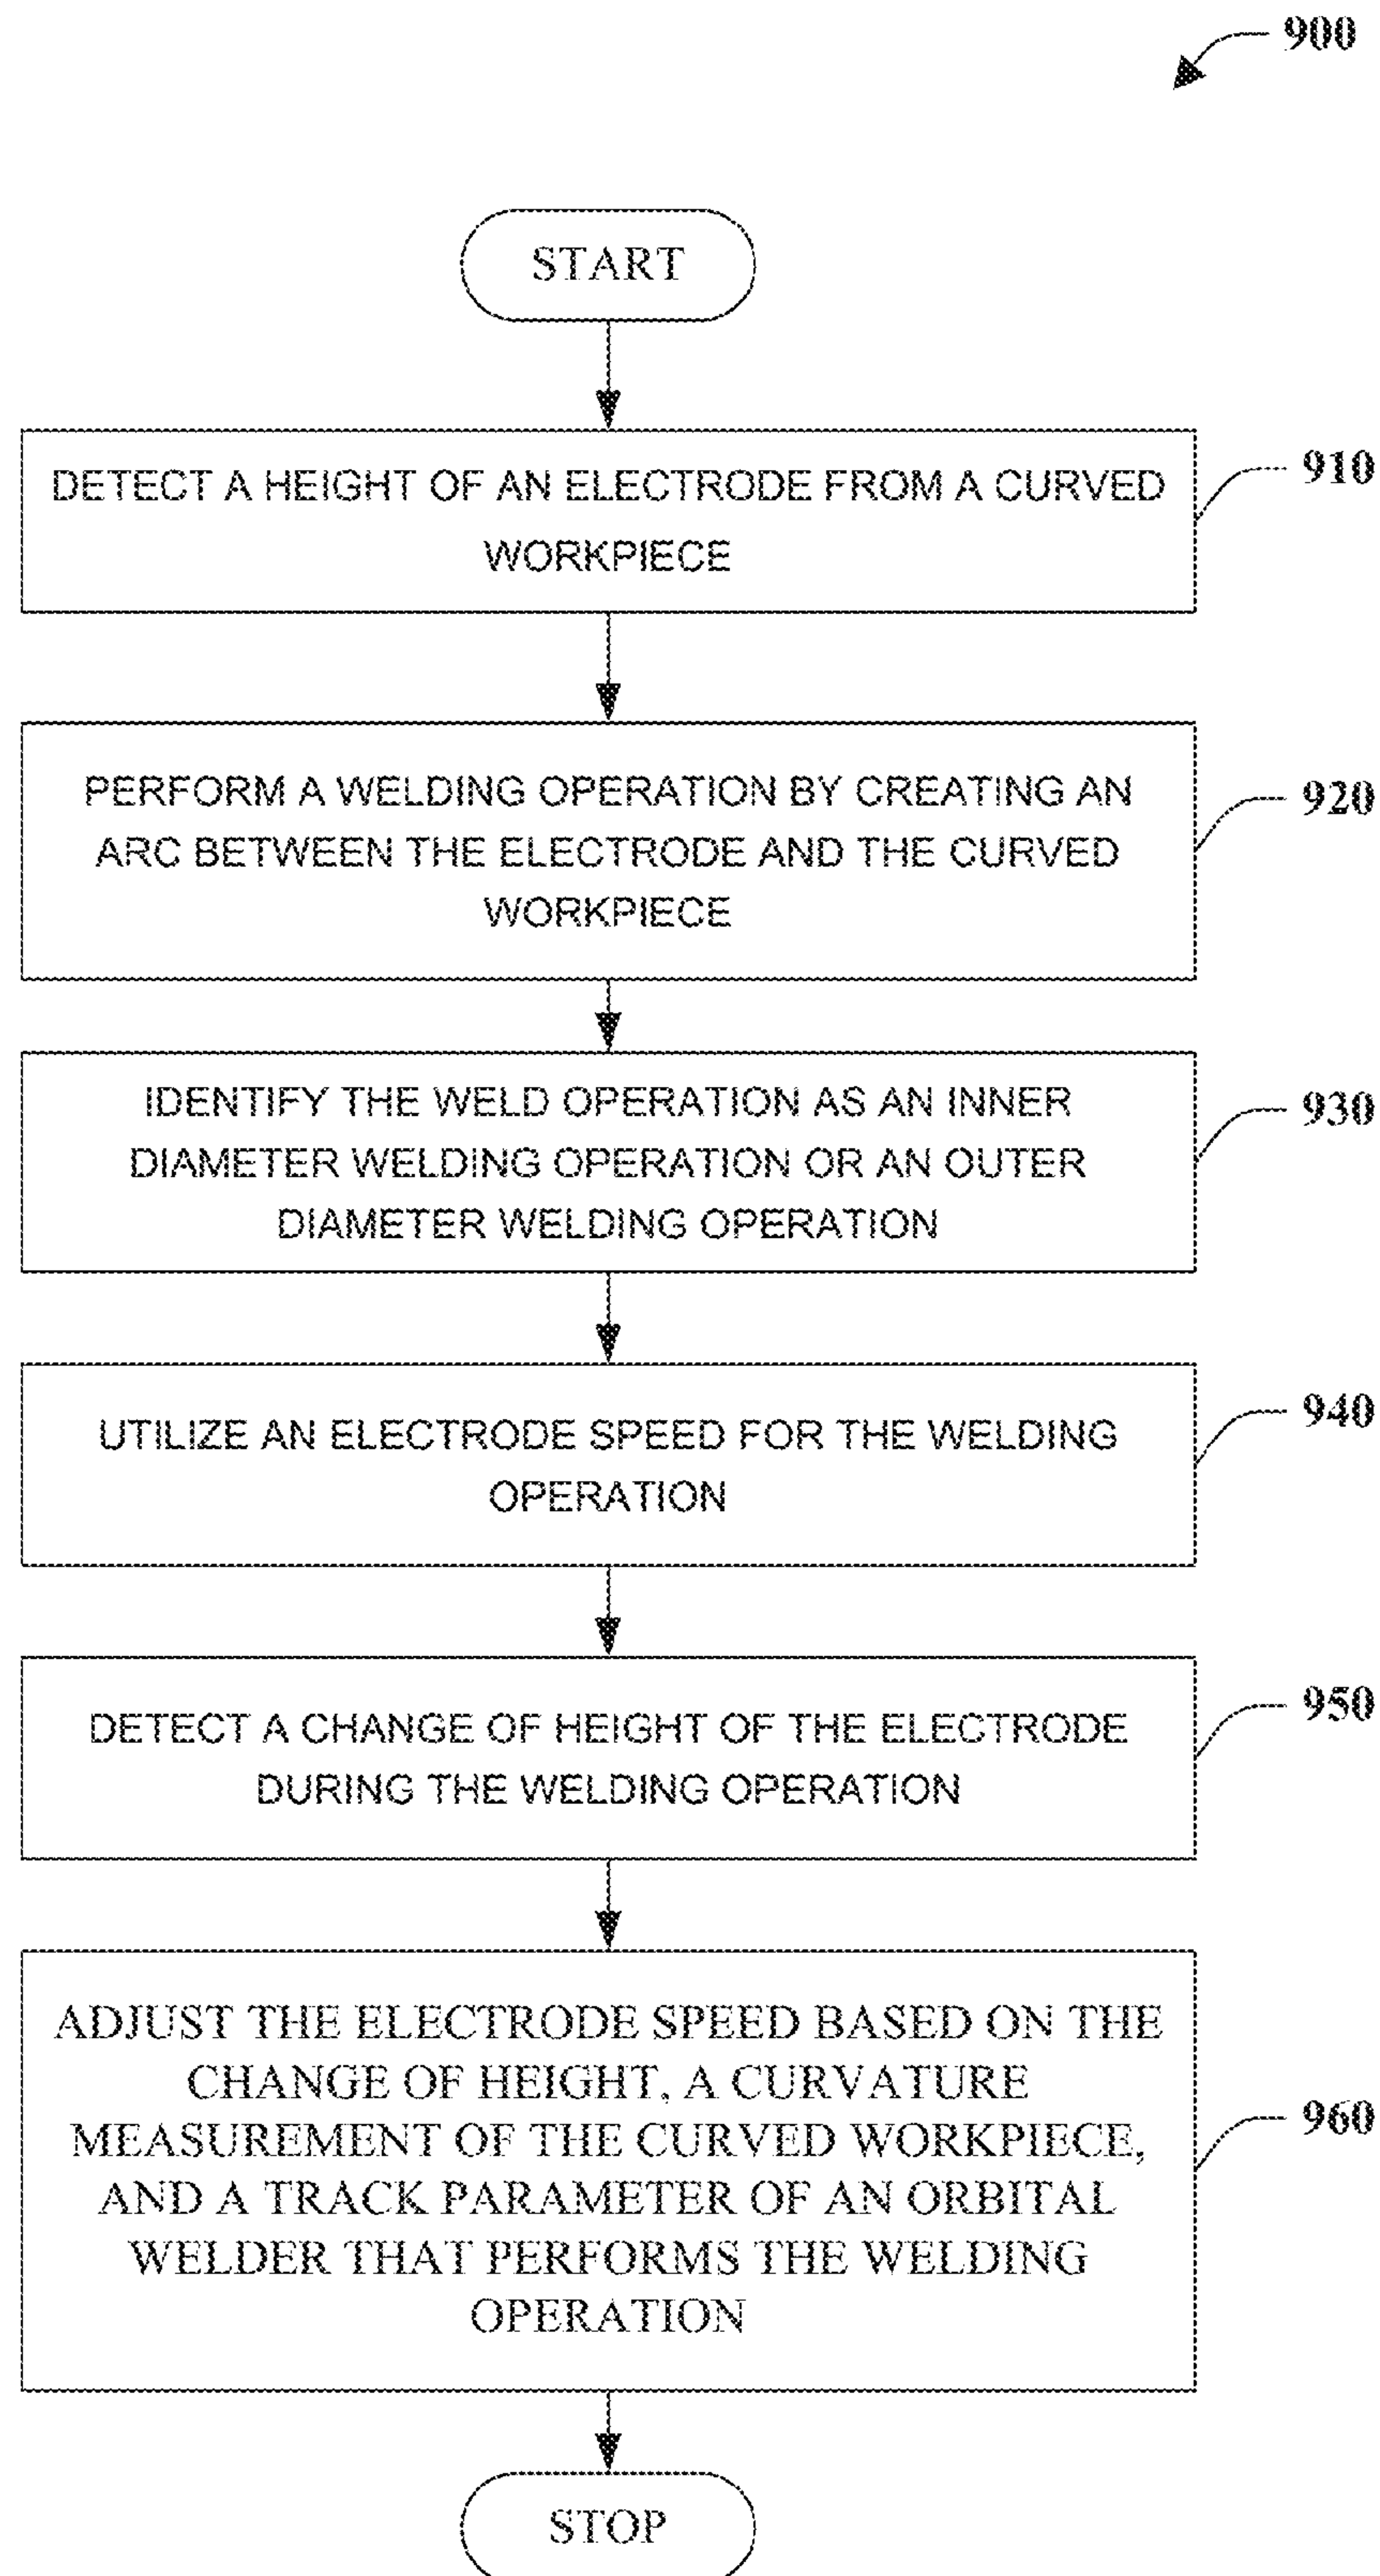 900
START
DETECT A HEIGHT OF AN ELECTRODE FROM A CURVED
WORKPIECE
910
PERFORM A WELDING OPERATION BY CREATING AN
ARC BETWEEN THE ELECTRODE AND THE CURVED
WORKPIECE
920
IDENTIFY THE WELD OPERATION AS AN INNER
DIAMETER WELDING OPERATION OR AN OUTER
DIAMETER WELDING OPERATION
930
UTILIZE AN ELECTRODE SPEED FOR THE WELDING
OPERATION
940
DETECT A CHANGE OF HEIGHT OF THE ELECTRODE
DURING THE WELDING OPERATION
950
ADJUST THE ELECTRODE SPEED BASED ON THE
CHANGE OF HEIGHT, A CURVATURE
MEASUREMENT OF THE CURVED WORKPIECE,
AND A TRACK PARAMETER OF AN ORBITAL
WELDER THAT PERFORMS THE WELDING
OPERATION
960
STOP